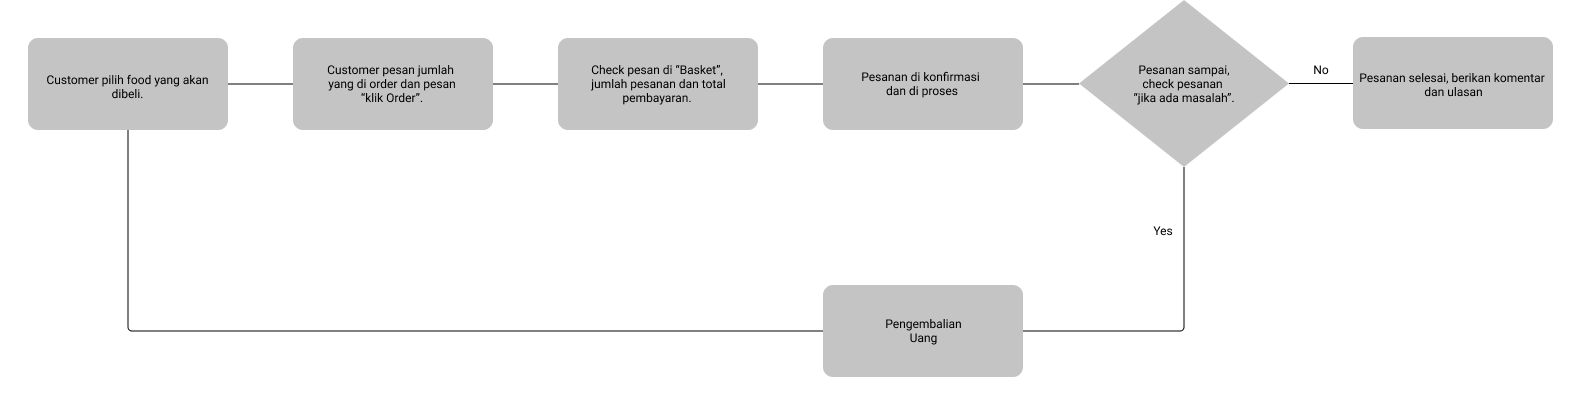 Customer pilih food yang akan
dibeli.
Customer pesan jumlah
yang di order dan pesan
“klik Order”.
Check pesan di “Basket”,
jumlah pesanan dan total
pembayaran.
Pesanan di konfirmasi
dan di proses
Pesanan sampai,
check pesanan
“jika ada masalah”.
No
Pesanan selesai, berikan komentar
dan ulasan
Yes
Pengembalian
Uang